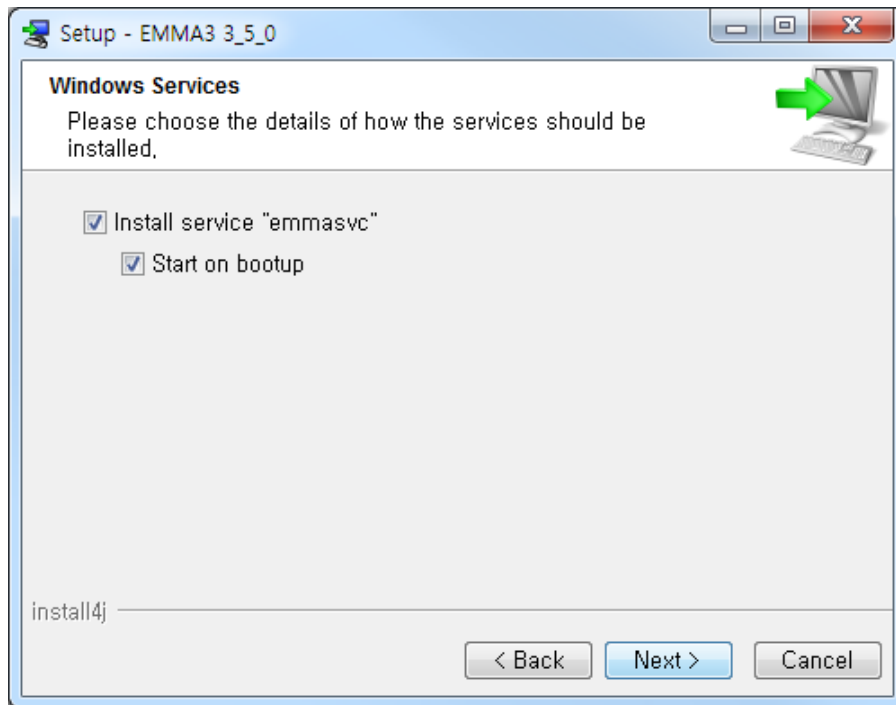 Setup - EMMA3 3_5_0
Windows Services
Please choose the details of how the services should be
installed,
Install service "emmasvc"
Start on bootup
install4j
< Back
Next >
Cancel